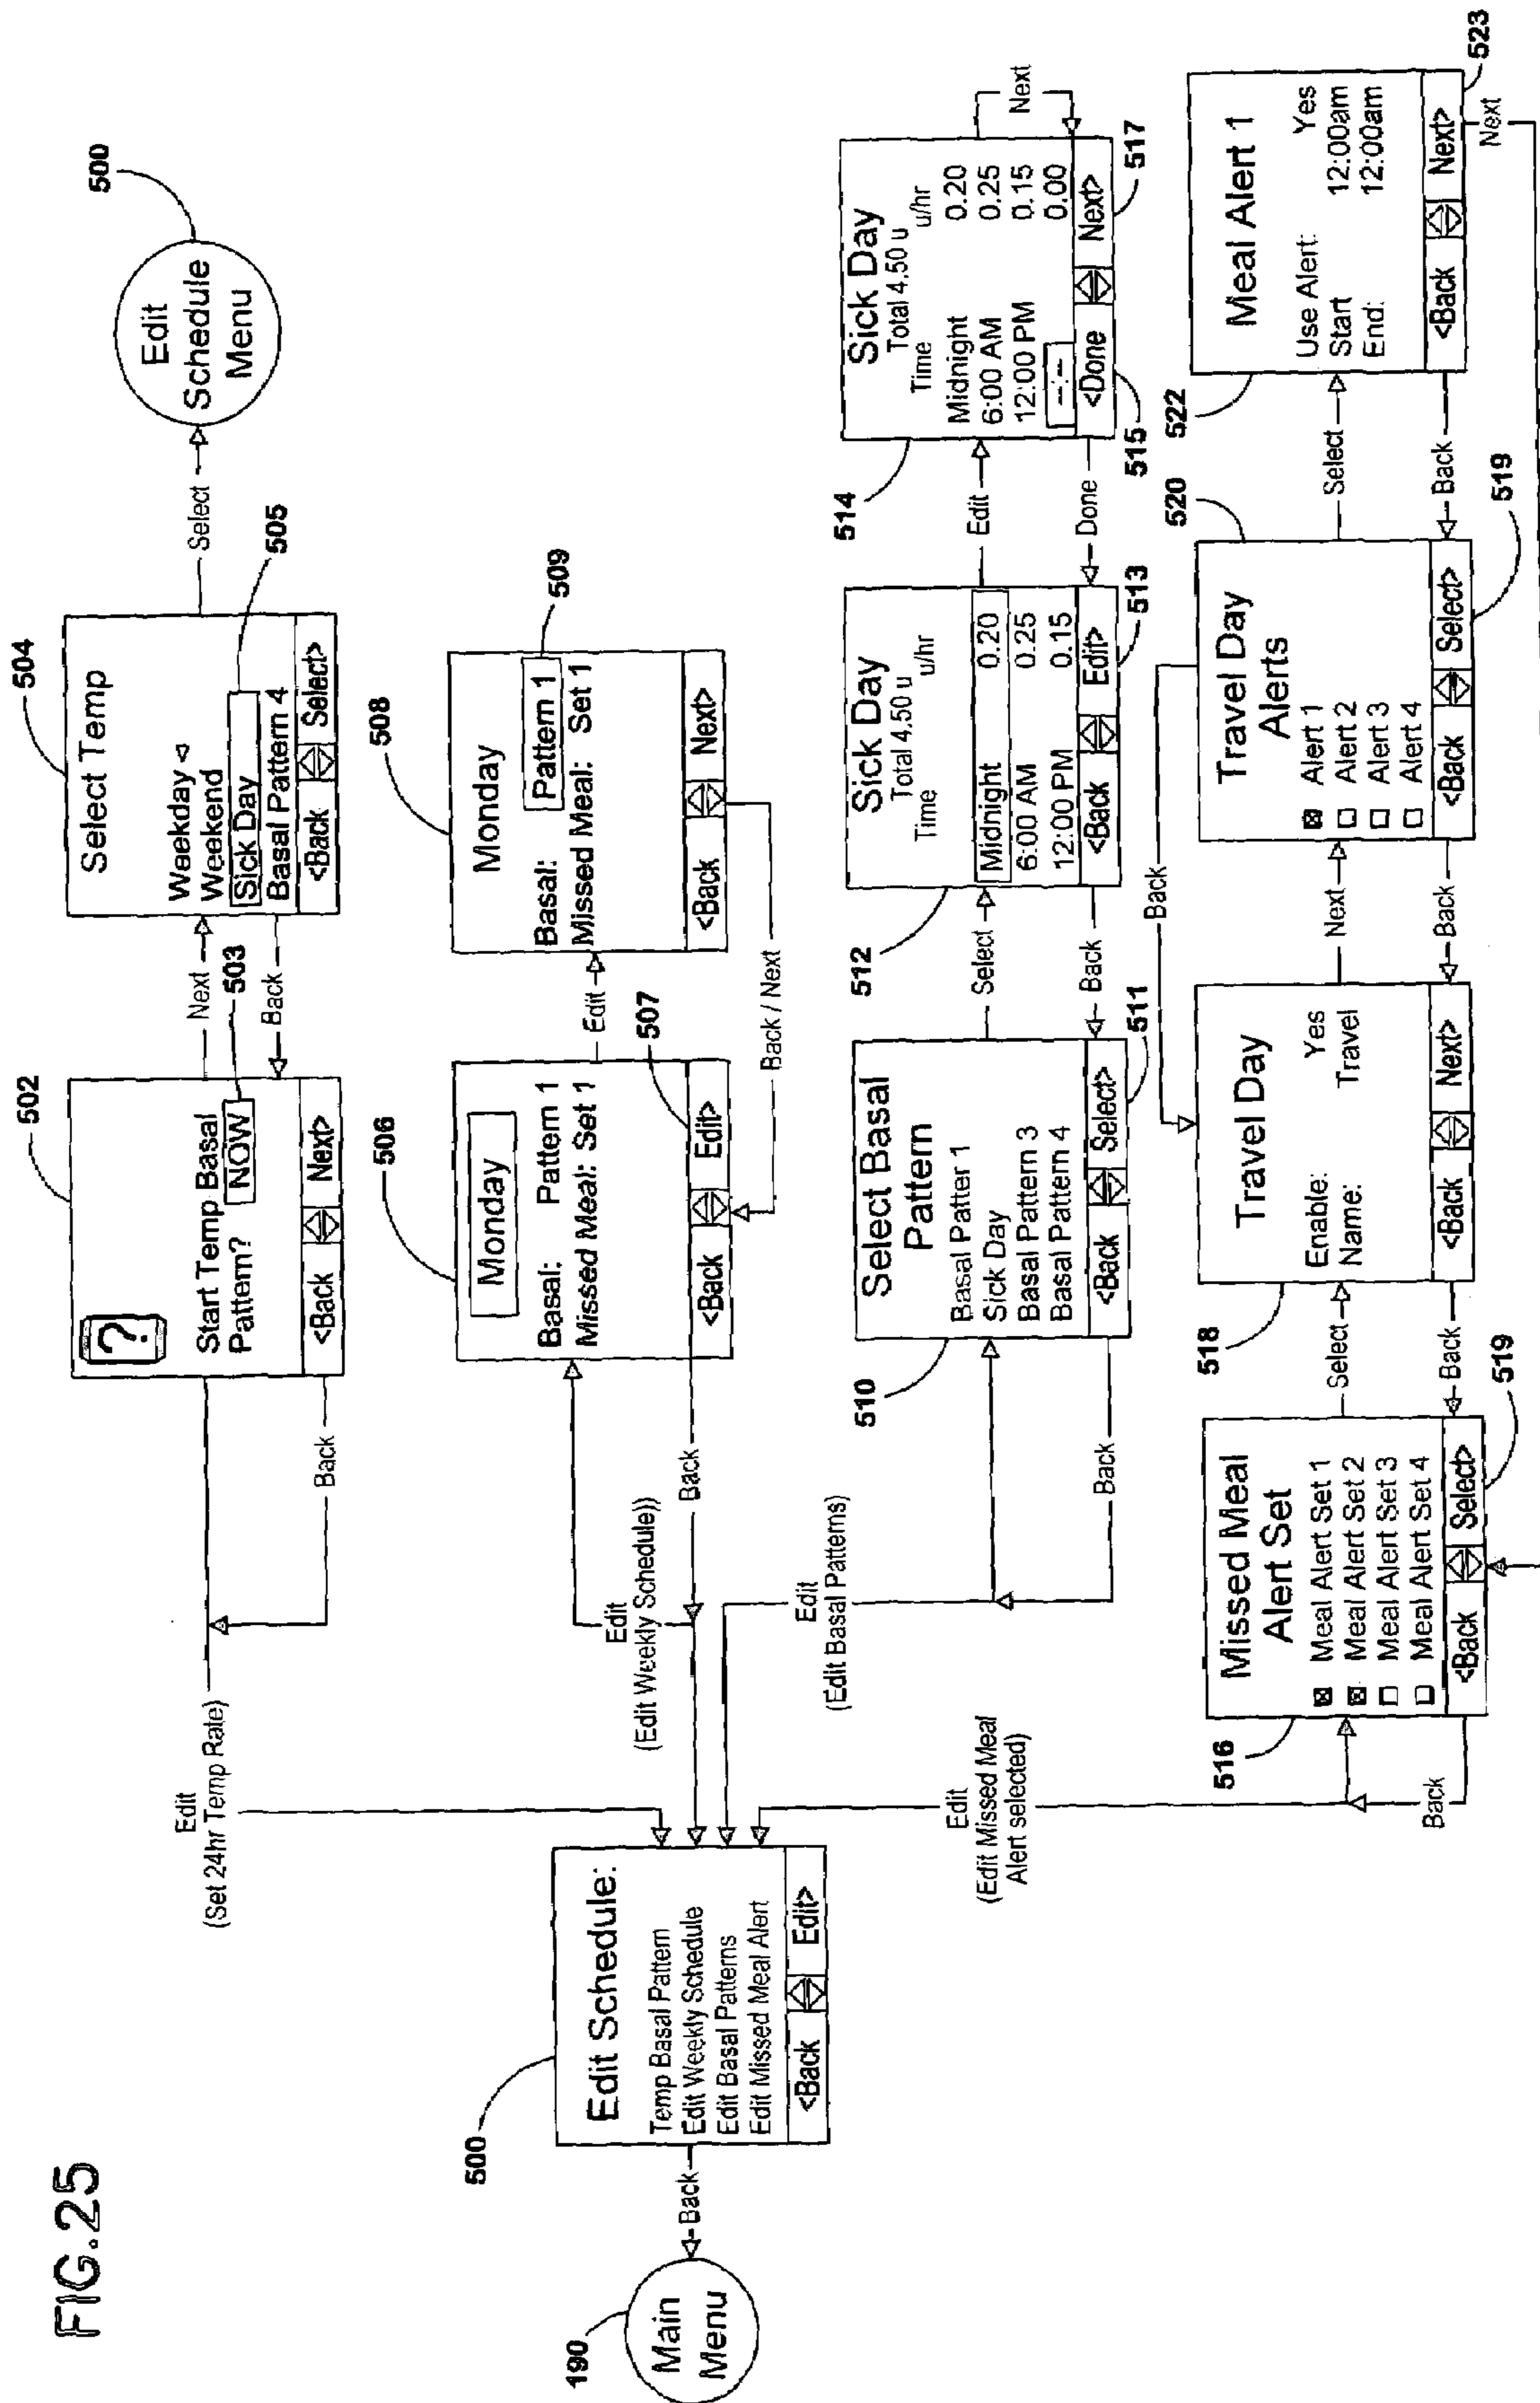 FIG.25
190
Main
Menu
Back
500
Edit Schedule:
Temp Basal Pattern
Edit Weekly Schedule
Edit Basal Patterns
Edit Missed Meal Alert
<Back
Edit>
Edit
(Set 24hr Temp Rate)
Back
502
?
Start Temp Basal
Pattern?
NOW
503
<Back
Next>
Next
Back
504
Select Temp
Weekday
Weekend
Sick Day
Basal Pattern 4
505
<Back
Select>
Select
500
Edit
Schedule
Menu
Edit
(Edit Weekly Schedule))
Back
506
Monday
Basal: Pattern 1
Missed Meal: Set 1
507
<Back
Edit>
Edit
Back / Next
508
Monday
Basal: Pattern 1
Missed Meal: Set 1
509
<Back
Next>
Edit
(Edit Basal Patterns)
Back
510
Select Basal
Pattern
Basal Patter 1
Sick Day
Basal Pattern 3
Basal Pattern 4
<Back
Select>
511
Select
Back
512
Sick Day
Total 4.50 u
Time u/hr
Midnight 0.20
6:00 AM 0.25
12:00 PM 0.15
<Back
Edit>
513
Edit
Done
514
Sick Day
Total 4.50 u
Time u/hr
Midnight 0.20
6:00 AM 0.25
12:00 PM 0.15
--:-- 0.00
<Done
Next>
515
517
Next
Edit
(Edit Missed Meal
Alert selected)
Back
516
Missed Meal
Alert Set
Meal Alert Set 1
Meal Alert Set 2
Meal Alert Set 3
Meal Alert Set 4
<Back
Select>
519
Select
Back
518
Travel Day
Enable: Yes
Name: Travel
<Back
Next>
Next
Back
Back
520
Travel Day
Alerts
Alert 1
Alert 2
Alert 3
Alert 4
<Back
Select>
519
Select
Back
522
Meal Alert 1
Use Alert: Yes
Start 12:00am
End: 12:00am
<Back
Next>
523
Next